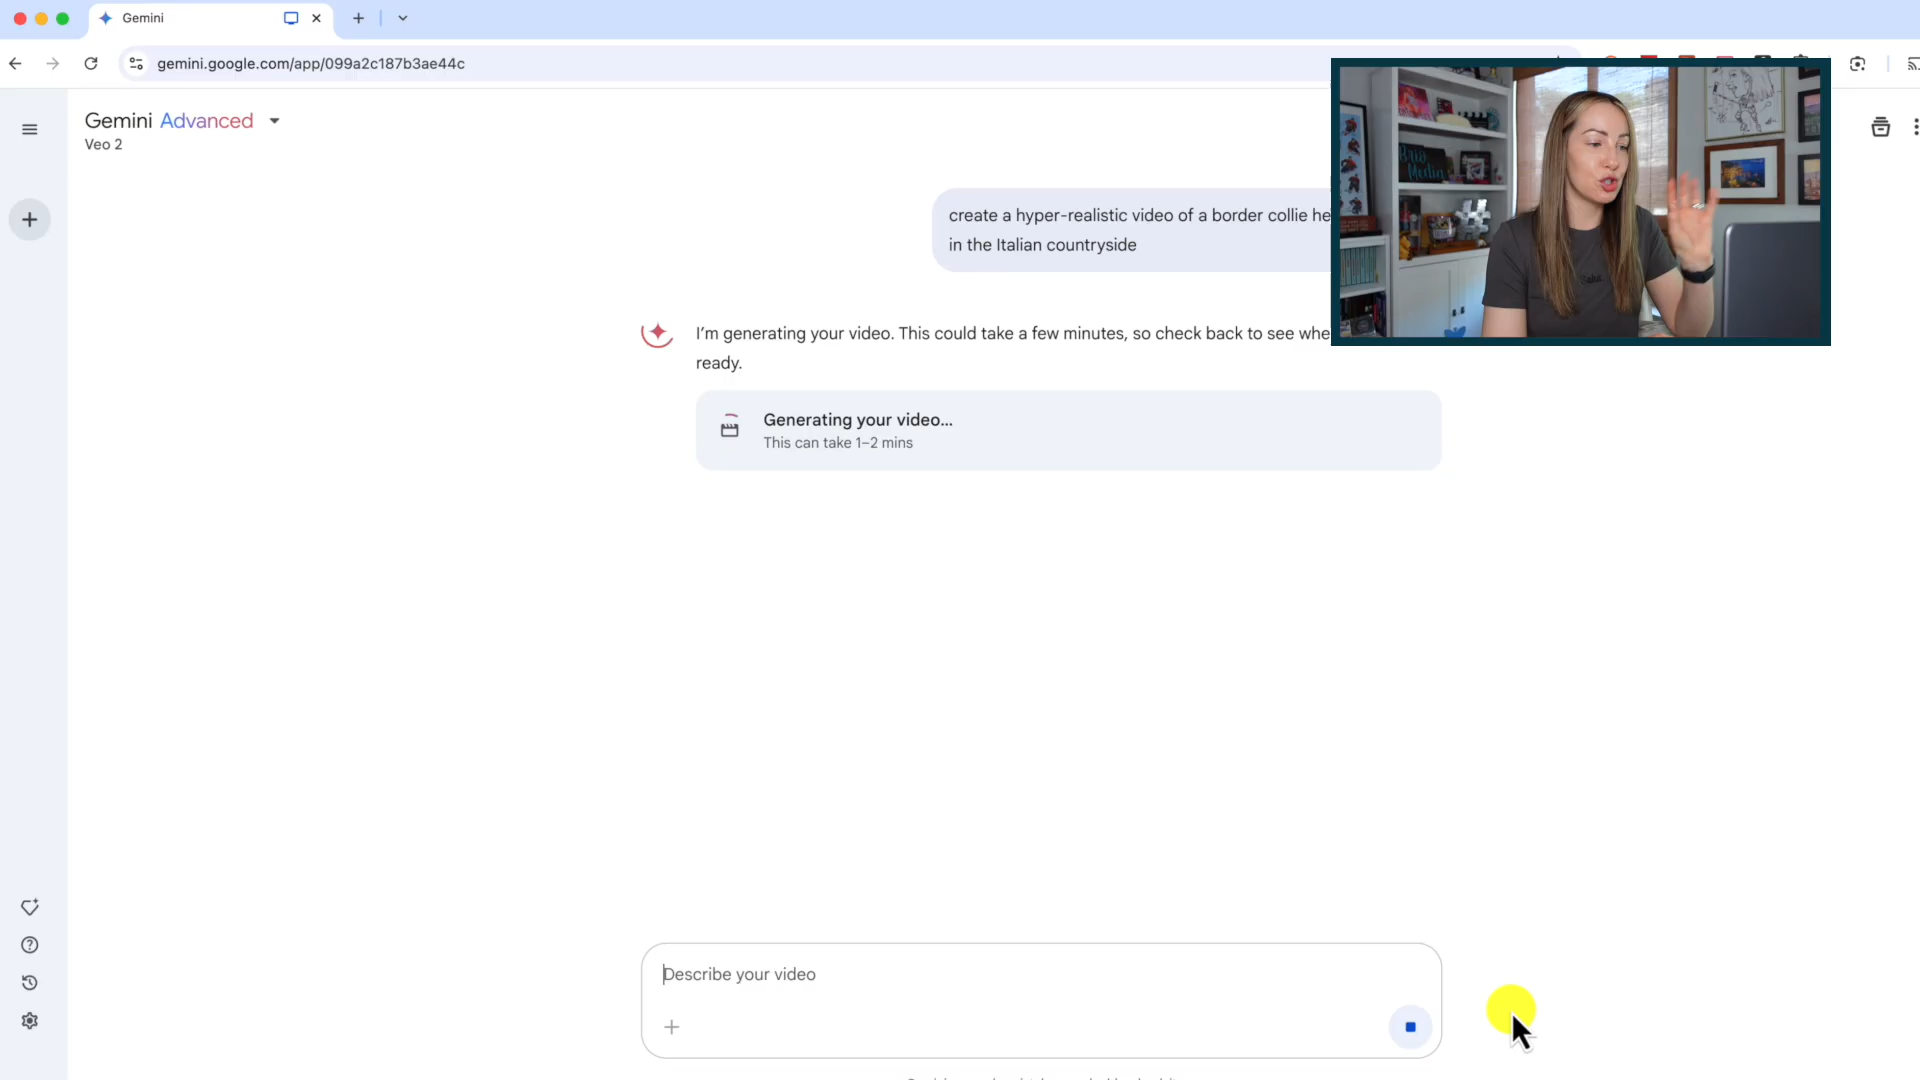 Gemini
gemini.google.com/app/099a2c187b3ae44c
Gemini Advanced
Veo 2
create a hyper-realistic video of a border collie he
in the Italian countryside
I'm generating your video. This could take a few minutes, so check back to see whe
ready.
Generating your video...
This can take 1–2 mins
Describe your video
Brio
Media